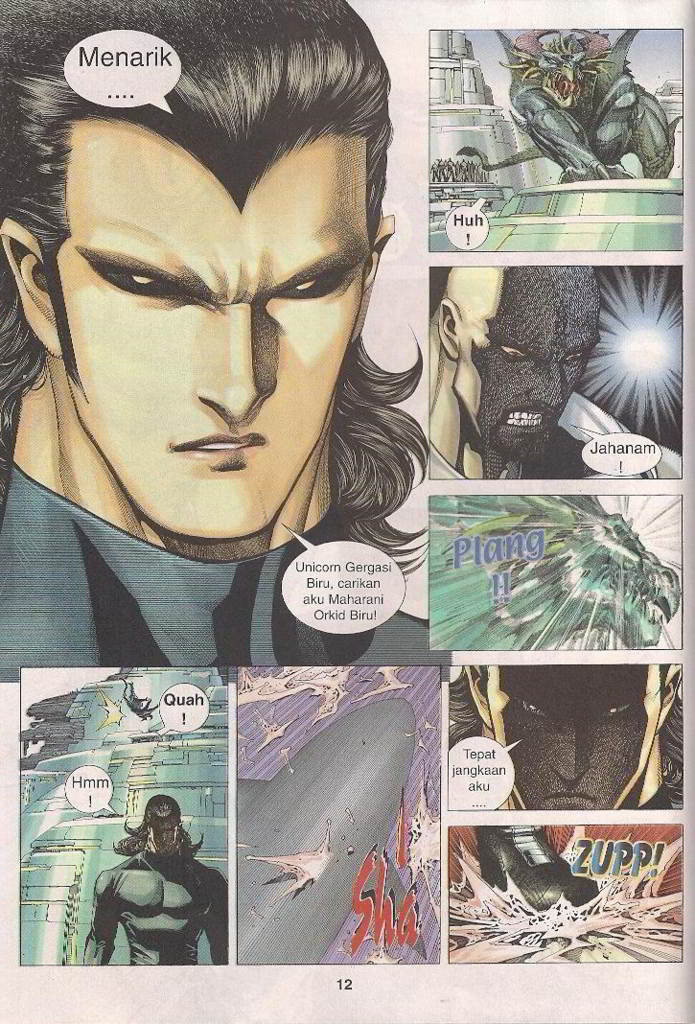 Menarik
....
Huh
!
Jahanam
!
Unicorn Gergasi
Biru, carikan
aku Maharani
Orkid Biru!
Plang
!!
Quah
!
Hmm
!
Sha
!
Tepat
jangkaan
aku
....
ZUPP!
12